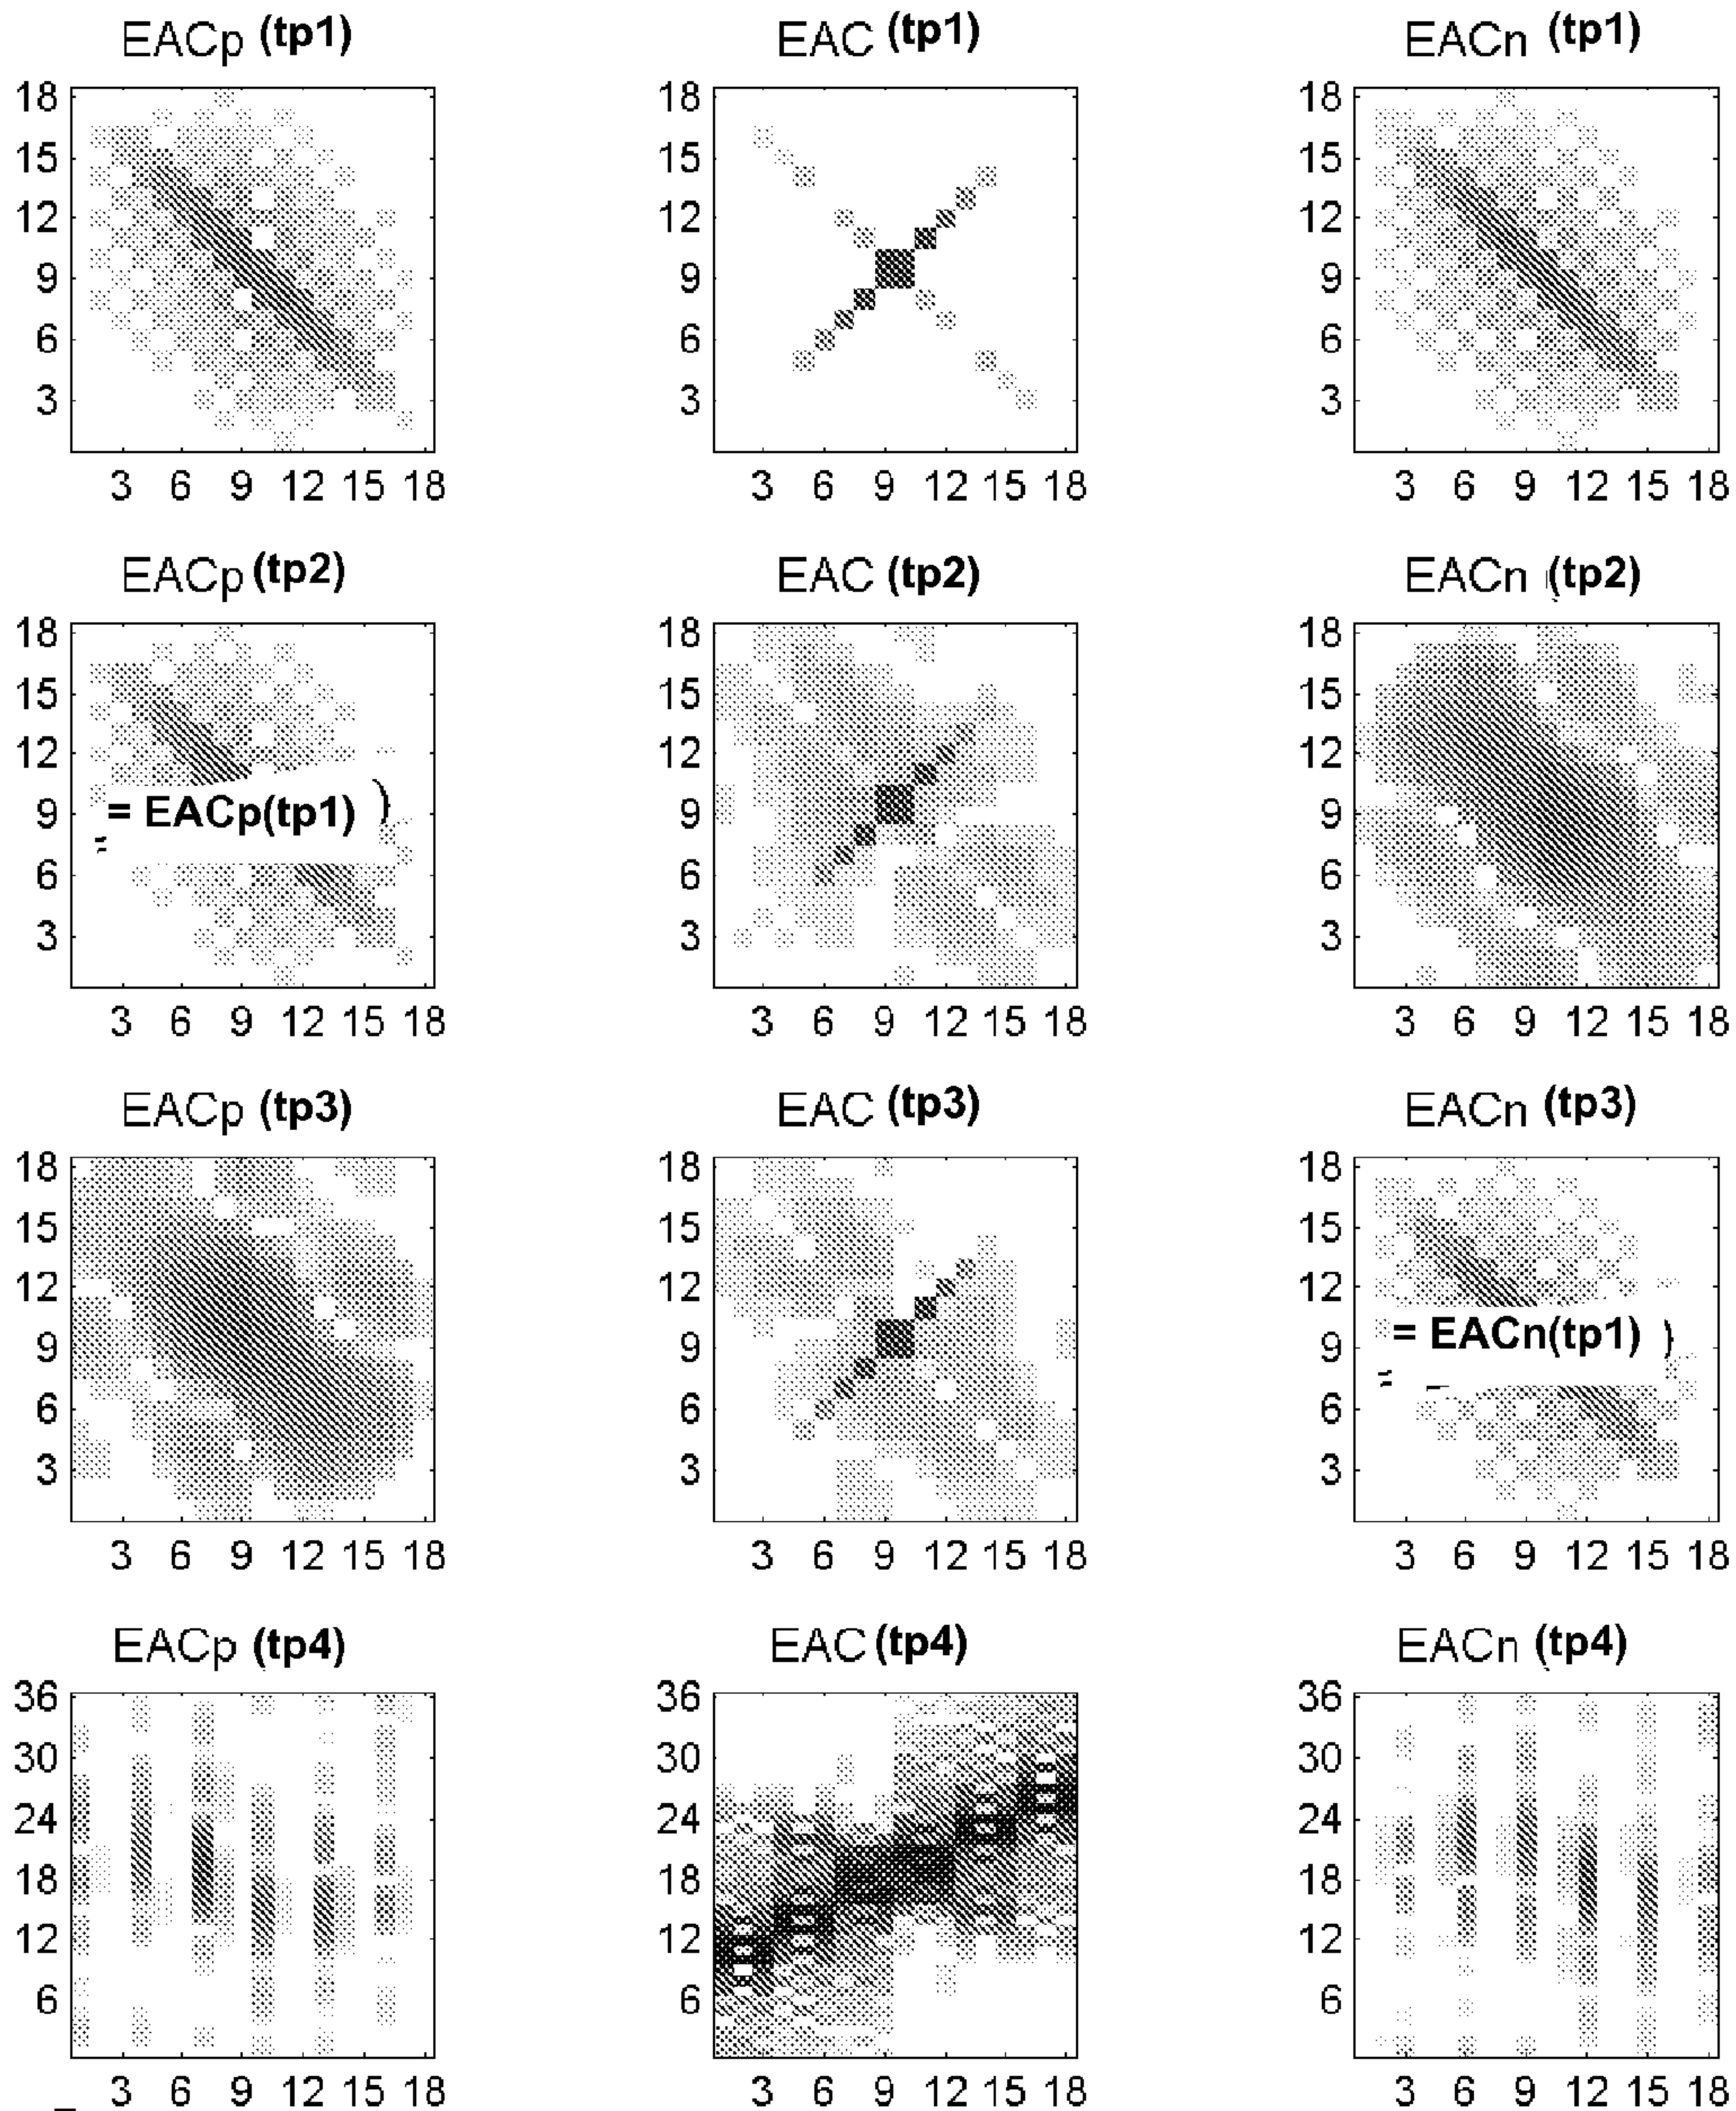 EACp (tp1) EAC (tp1) EACn (tp1)
18 18 18
15 15 15
12 12 12
9 9 9
6 6 6
3 3 3
3 6 9 12 15 18 3 6 9 12 15 18 3 6 9 12 15 18
EACp (tp2) EAC (tp2) EACn (tp2)
18 18 18
15 15 15
12 12 12
9 = EACp(tp1) ) 9 9
6 6 6
3 3 3
3 6 9 12 15 18 3 6 9 12 15 18 3 6 9 12 15 18
EACp (tp3) EAC (tp3) EACn (tp3)
18 18 18
15 15 15
12 12 12
9 9 9 = EACn(tp1) )
6 6 6
3 3 3
3 6 9 12 15 18 3 6 9 12 15 18 3 6 9 12 15 18
EACp (tp4) EAC (tp4) EACn (tp4)
36 36 36
30 30 30
24 24 24
18 18 18
12 12 12
6 6 6
3 6 9 12 15 18 3 6 9 12 15 18 3 6 9 12 15 18